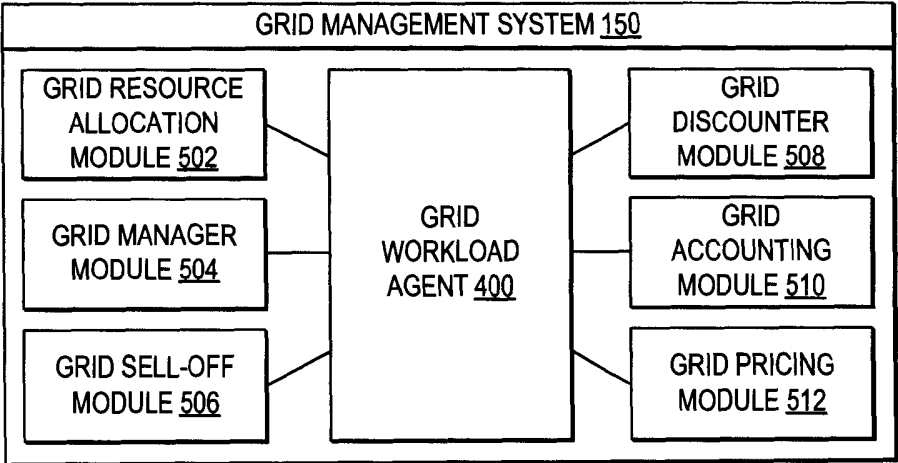 GRID MANAGEMENT SYSTEM 150
GRID RESOURCE
ALLOCATION
MODULE 502
GRID MANAGER
MODULE 504
GRID SELL-OFF
MODULE 506
GRID
WORKLOAD
AGENT 400
GRID
DISCOUNTER
MODULE 508
GRID
ACCOUNTING
MODULE 510
GRID PRICING
MODULE 512